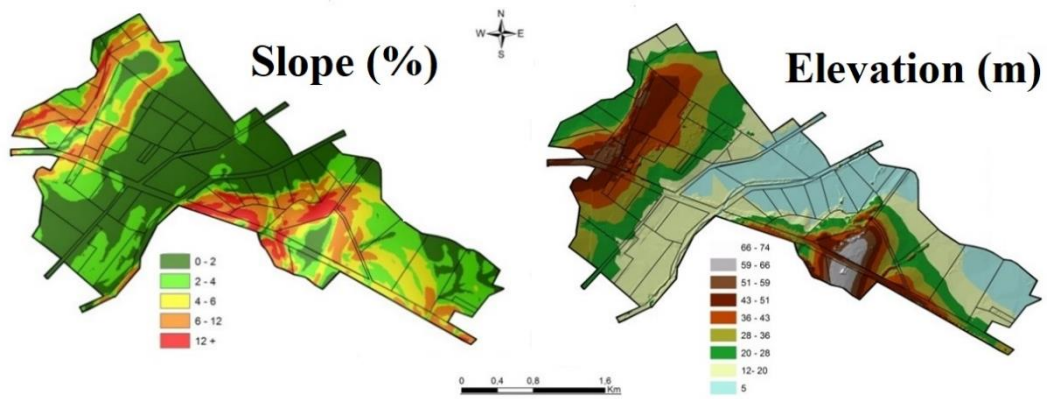 N
W E
S
Slope (%)
Elevation (m)
0 - 2
2 - 4
4 - 6
6 - 12
12 +
66 - 74
59 - 66
51 - 59
43 - 51
36 - 43
28 - 36
20 - 28
12- 20
5
0 0,4 0,8 1,6
Km